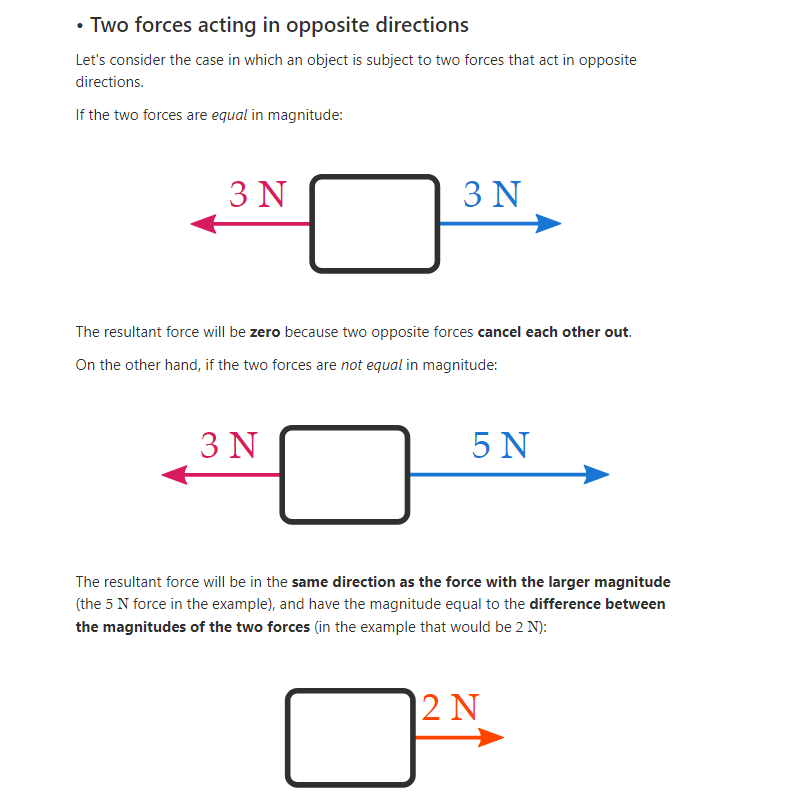 • Two forces acting in opposite directions
Let's consider the case in which an object is subject to two forces that act in opposite
directions.
If the two forces are equal in magnitude:
3 N 3 N
The resultant force will be zero because two opposite forces cancel each other out.
On the other hand, if the two forces are not equal in magnitude:
3 N 5 N
The resultant force will be in the same direction as the force with the larger magnitude
(the 5 N force in the example), and have the magnitude equal to the difference between
the magnitudes of the two forces (in the example that would be 2 N):
2 N